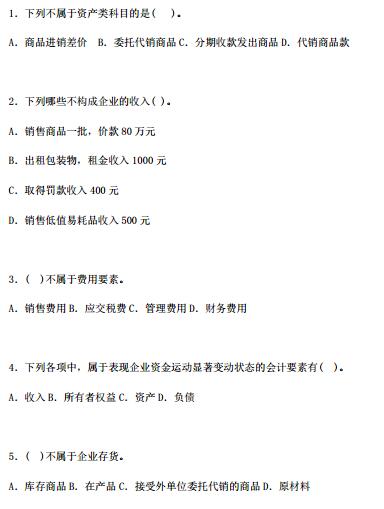 1. 下列不属于资产类科目的是(  )。
A. 商品进销差价  B. 委托代销商品 C. 分期收款发出商品 D. 代销商品款
2. 下列哪些不构成企业的收入( )。
A. 销售商品一批，价款 80 万元
B. 出租包装物，租金收入 1000 元
C. 取得罚款收入 400 元
D. 销售低值易耗品收入 500 元
3. (  )不属于费用要素。
A. 销售费用 B. 应交税费 C. 管理费用 D. 财务费用
4. 下列各项中，属于表现企业资金运动显著变动状态的会计要素有(  )。
A. 收入 B. 所有者权益 C. 资产 D. 负债
5. (  )不属于企业存货。
A. 库存商品 B. 在产品 C. 接受外单位委托代销的商品 D. 原材料